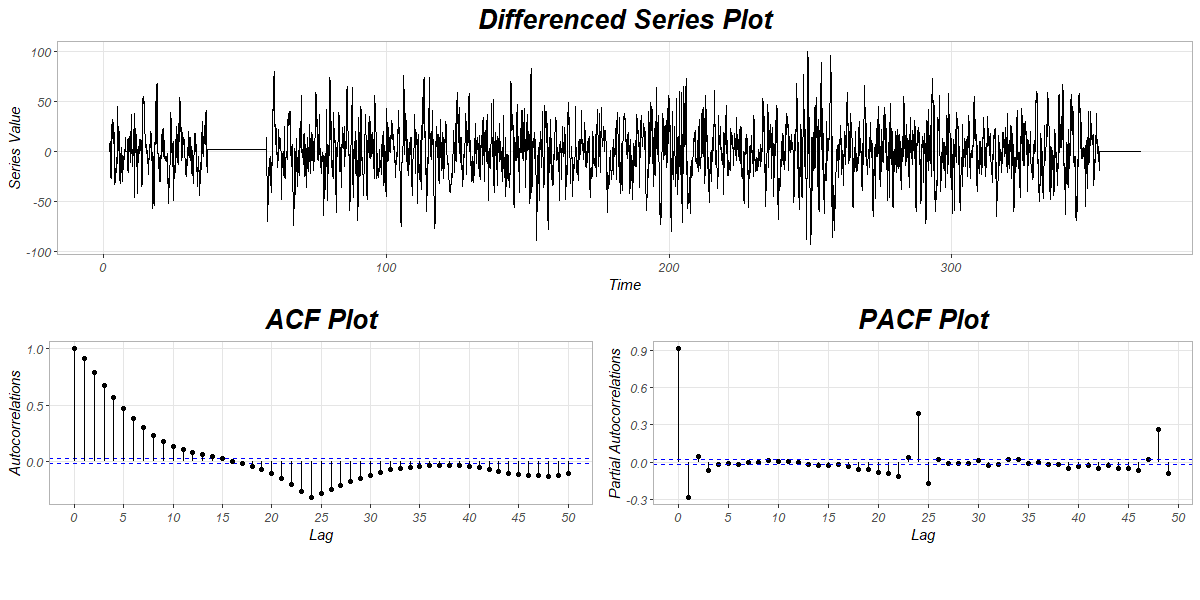 Differenced Series Plot
100
50
0
-50
-100
Series Value
0 100 200 300
Time
ACF Plot PACF Plot
1.0
0.5
0.0
Autocorrelations
0 5 10 15 20 25 30 35 40 45 50
Lag
0.9
0.6
0.3
0.0
-0.3
Partial Autocorrelations
0 5 10 15 20 25 30 35 40 45 50
Lag